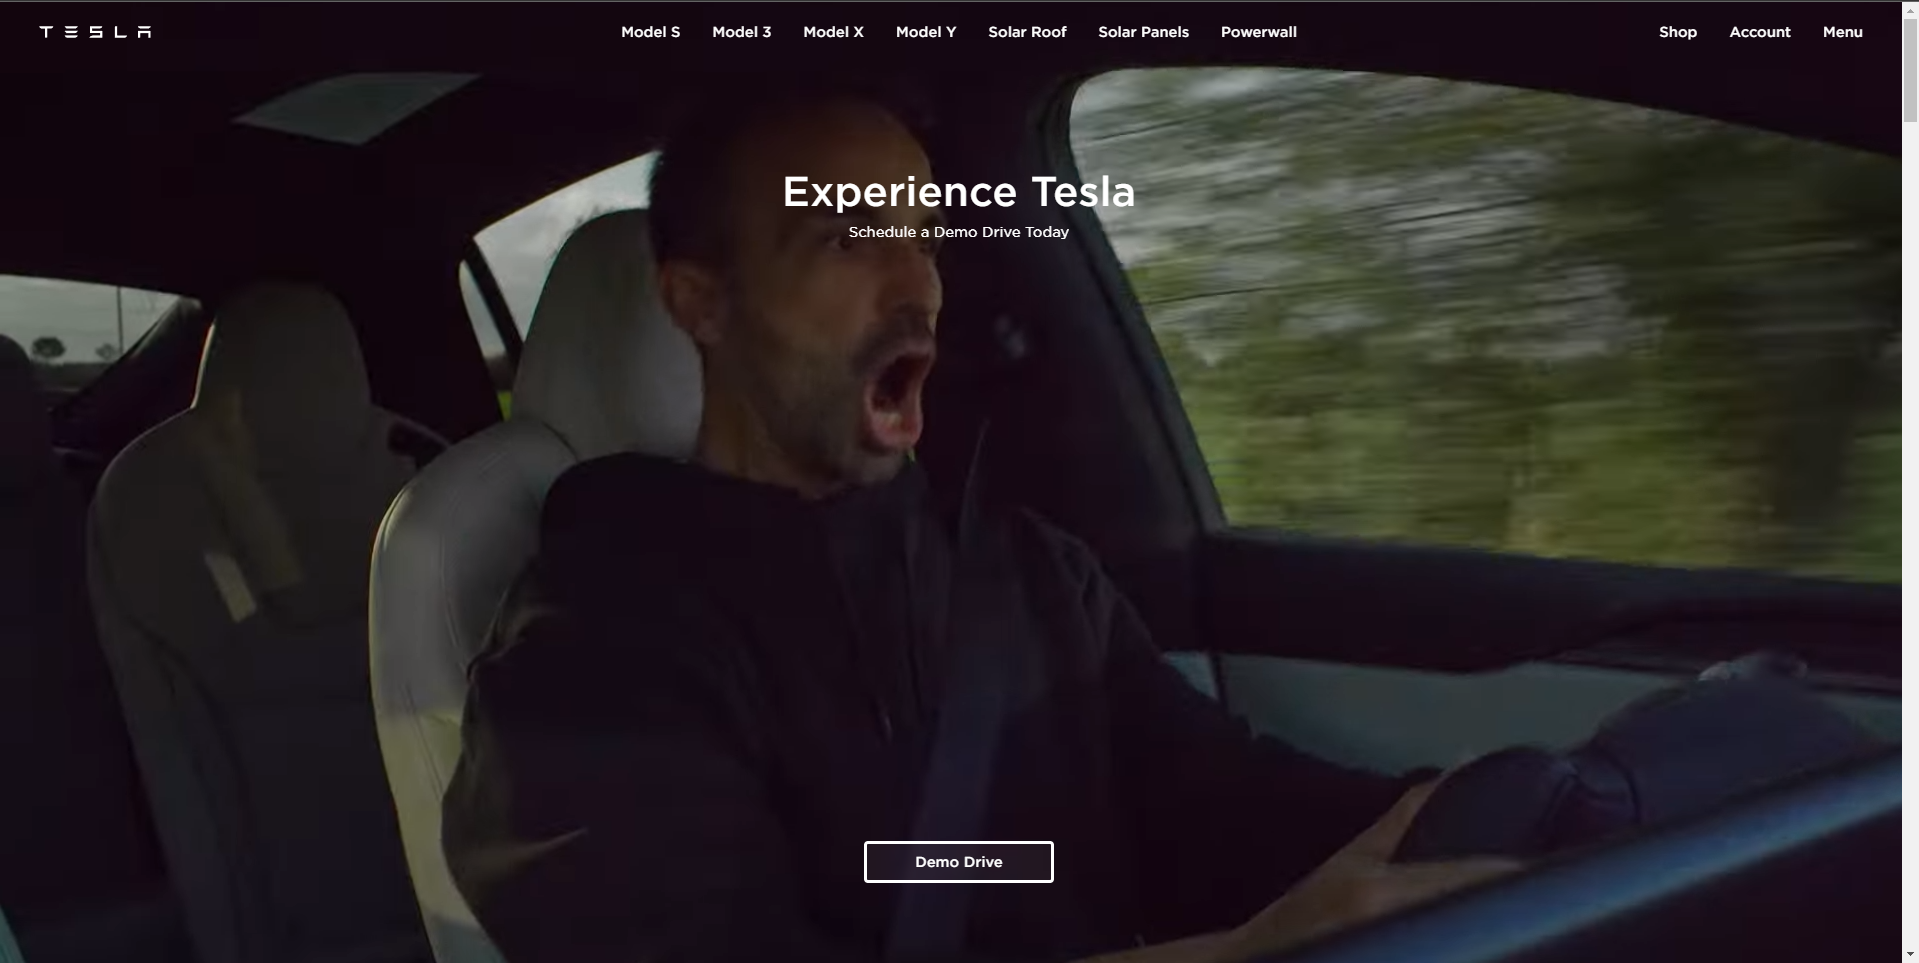 TESLA
Model S
Model 3
Model X
Model Y
Solar Roof
Solar Panels
Powerwall
Shop
Account
Menu
Experience Tesla
Schedule a Demo Drive Today
Demo Drive